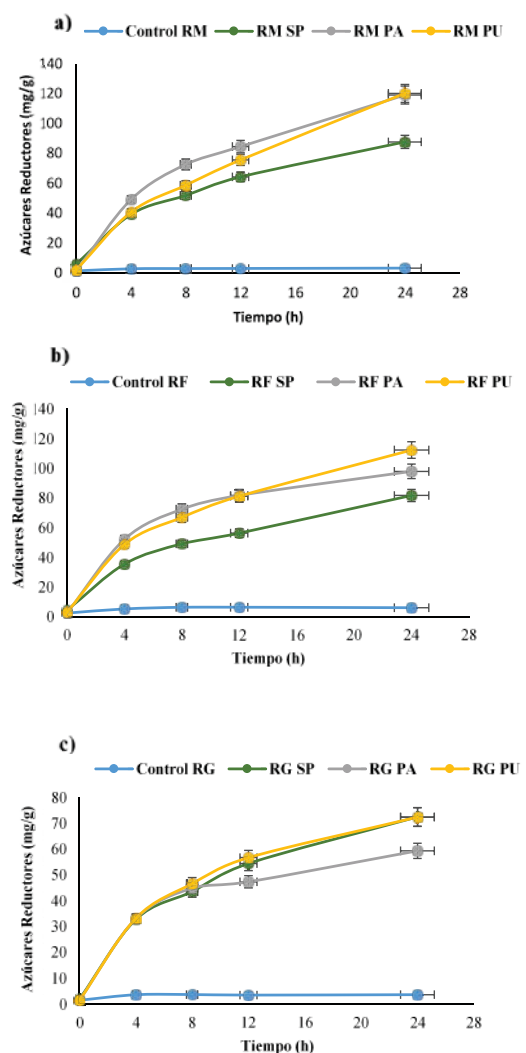 a)
Control RM RM SP RM PA RM PU
Azúcares Reductores (mg/g)
140
120
100
80
60
40
20
0
0 4 8 12 16 20 24 28
Tiempo (h)
b)
Control RF RF SP RF PA RF PU
Azúcares Reductores (mg/g)
140
120
100
80
60
40
20
0
0 4 8 12 16 20 24 28
Tiempo (h)
c)
Control RG RG SP RG PA RG PU
Azúcares Reductores (mg/g)
80
70
60
50
40
30
20
10
0
0 4 8 12 16 20 24 28
Tiempo (h)